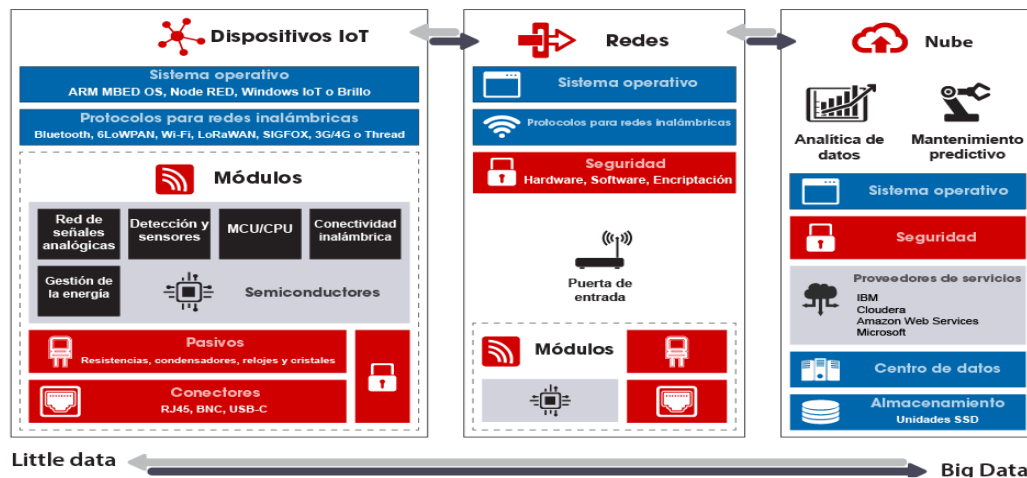 Dispositivos IoT
Sistema operativo
ARM MBED OS, Node RED, Windows IoT o Brillo
Protocolos para redes inalámbricas
Bluetooth, 6LoWPAN, Wi-Fi, LoRaWAN, SIGFOX, 3G/4G o Thread
Módulos
Red de
señales
analógicas
Detección y
sensores
MCU/CPU
Conectividad
inalámbrica
Gestión de
la energía
Semiconductores
Pasivos
Resistencias, condensadores, relojes y cristales
Conectores
RJ45, BNC, USB-C
Redes
Sistema operativo
Protocolos para redes inalámbricas
Seguridad
Hardware, Software, Encriptación
Puerta de
entrada
Módulos
Nube
Analítica de
datos
Mantenimiento
predictivo
Sistema operativo
Seguridad
Proveedores de servicios
IBM
Cloudera
Amazon Web Services
Microsoft
Centro de datos
Almacenamiento
Unidades SSD
Little data
Big Data